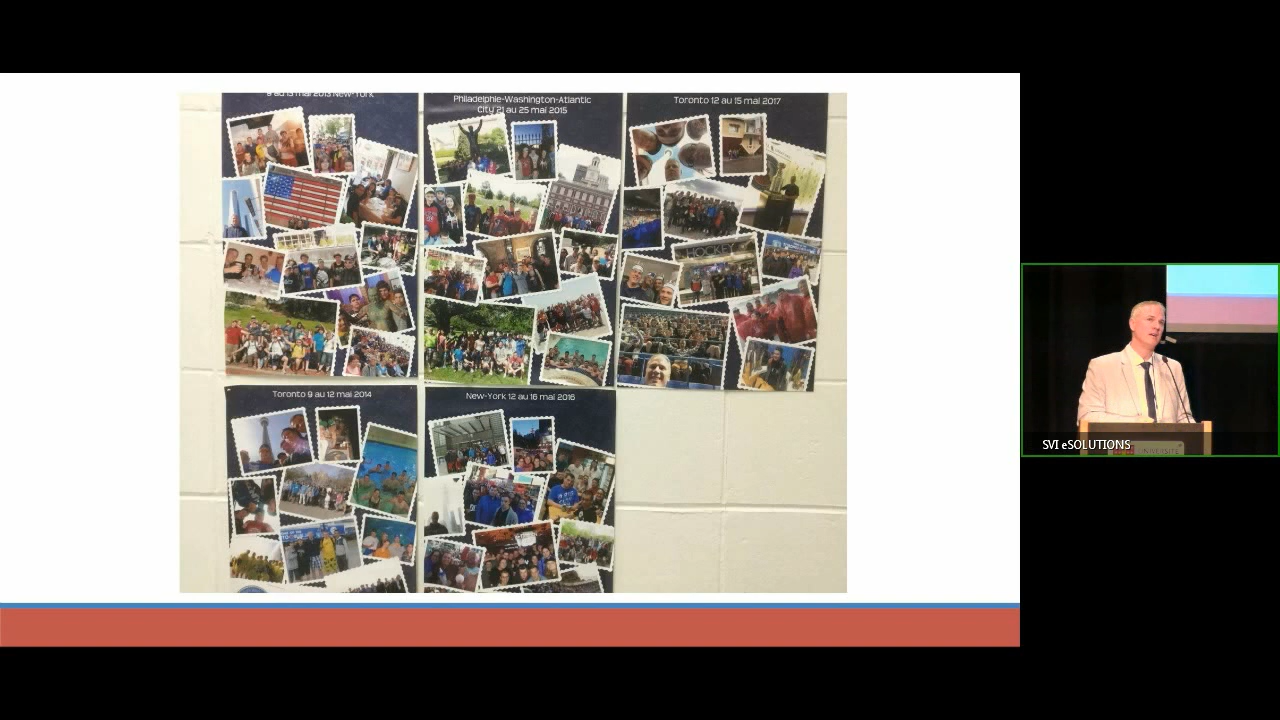 9 au 13 mai 2013 New-York
Philadelphie-Washington-Atlantic
City 21 au 25 mai 2015
Toronto 12 au 15 mai 2017
HOCKEY
Toronto 9 au 12 mai 2014
New-York 12 au 16 mai 2016
SVI eSOLUTIONS